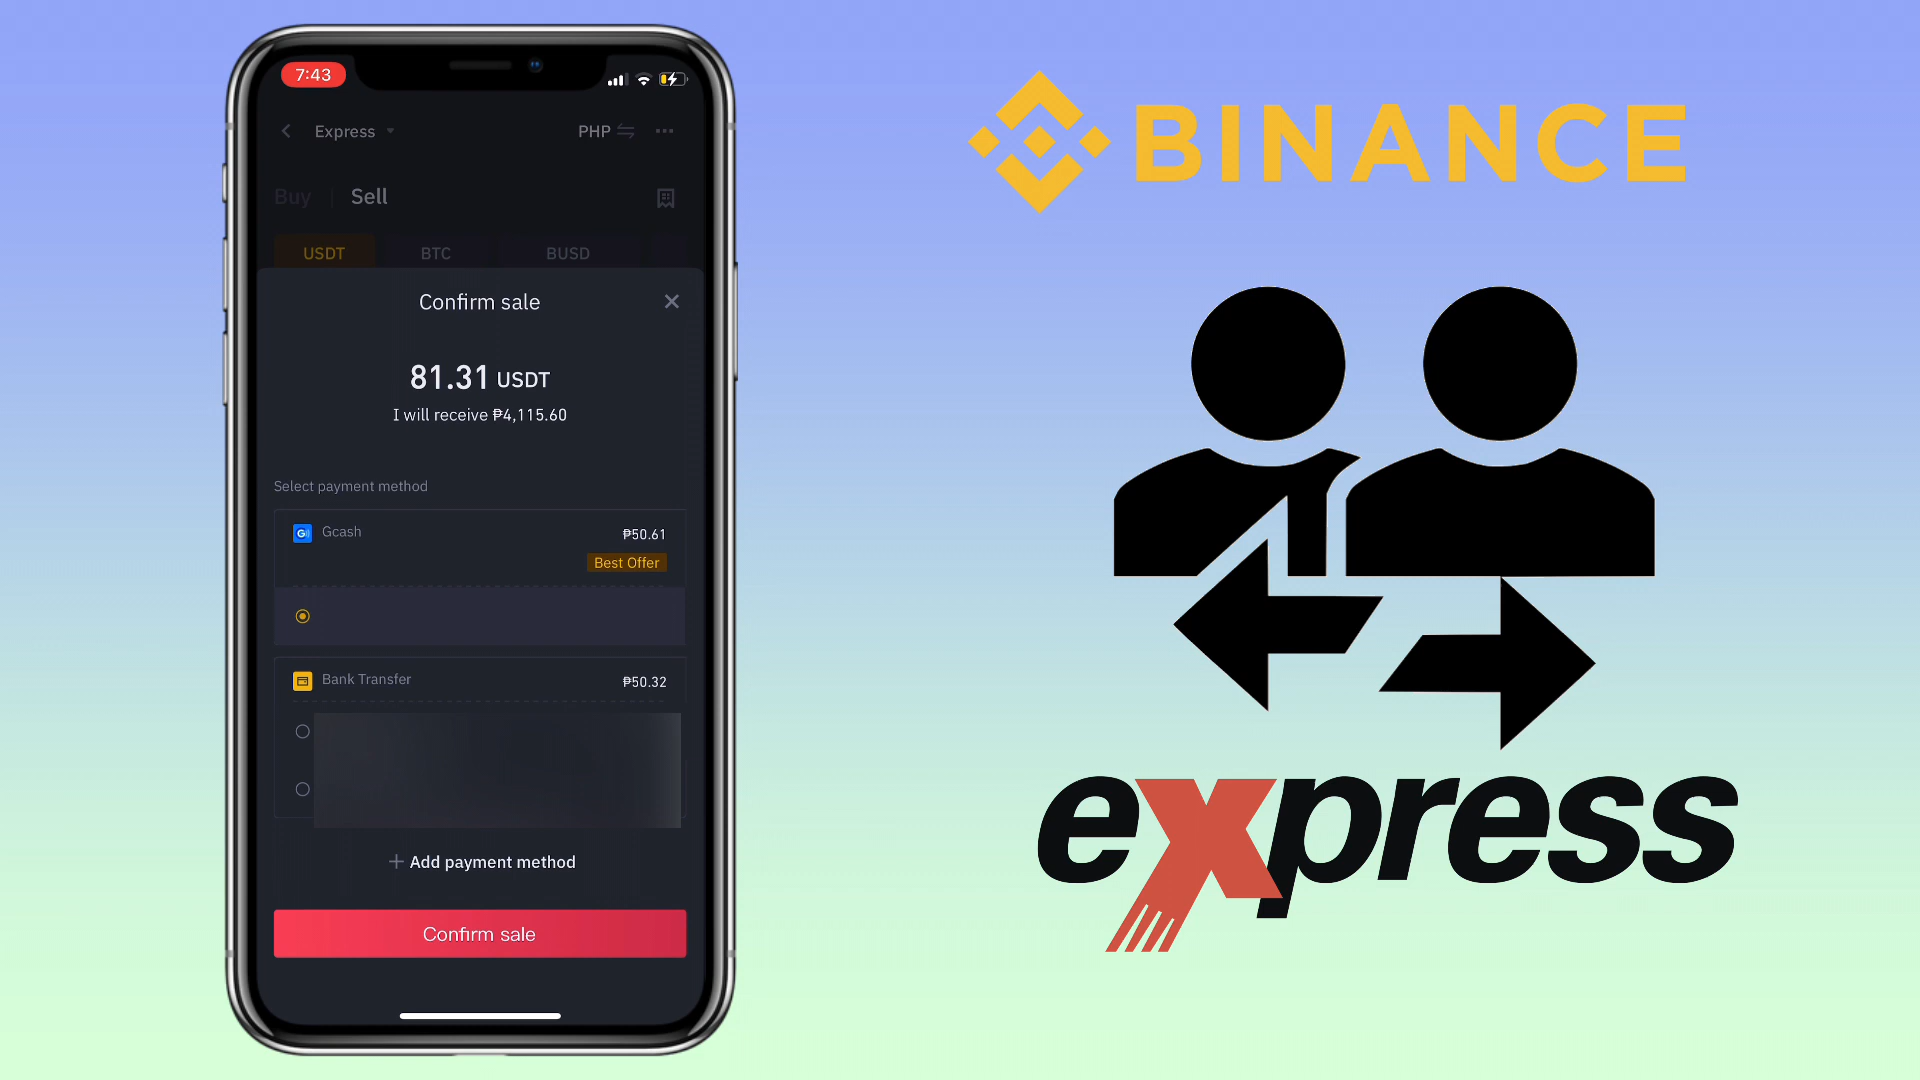 7:43
Express
PHP
Buy
Sell
USDT
BTC
BUSD
Confirm sale
81.31 USDT
I will receive ₱4,115.60
Select payment method
Gcash
₱50.61
Best Offer
Bank Transfer
₱50.32
+ Add payment method
Confirm sale
BINANCE
express